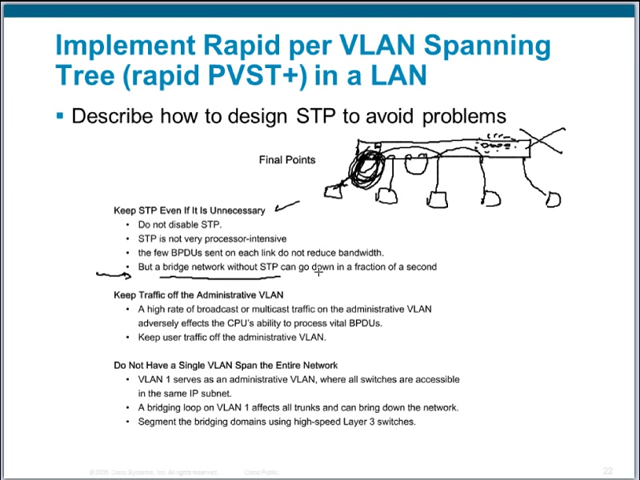 Implement Rapid per VLAN Spanning
Tree (rapid PVST+) in a LAN
Describe how to design STP to avoid problems
Final Points
Keep STP Even If It Is Unnecessary
• Do not disable STP.
• STP is not very processor-intensive
• the few BPDUs sent on each link do not reduce bandwidth.
• But a bridge network without STP can go down in a fraction of a second
Keep Traffic off the Administrative VLAN
• A high rate of broadcast or multicast traffic on the administrative VLAN
adversely effects the CPU's ability to process vital BPDUs.
• Keep user traffic off the administrative VLAN.
Do Not Have a Single VLAN Span the Entire Network
• VLAN 1 serves as an administrative VLAN, where all switches are accessible
in the same IP subnet.
• A bridging loop on VLAN 1 affects all trunks and can bring down the network.
• Segment the bridging domains using high-speed Layer 3 switches.
Cisco Systems, Inc. All rights reserved. Cisco Public 22